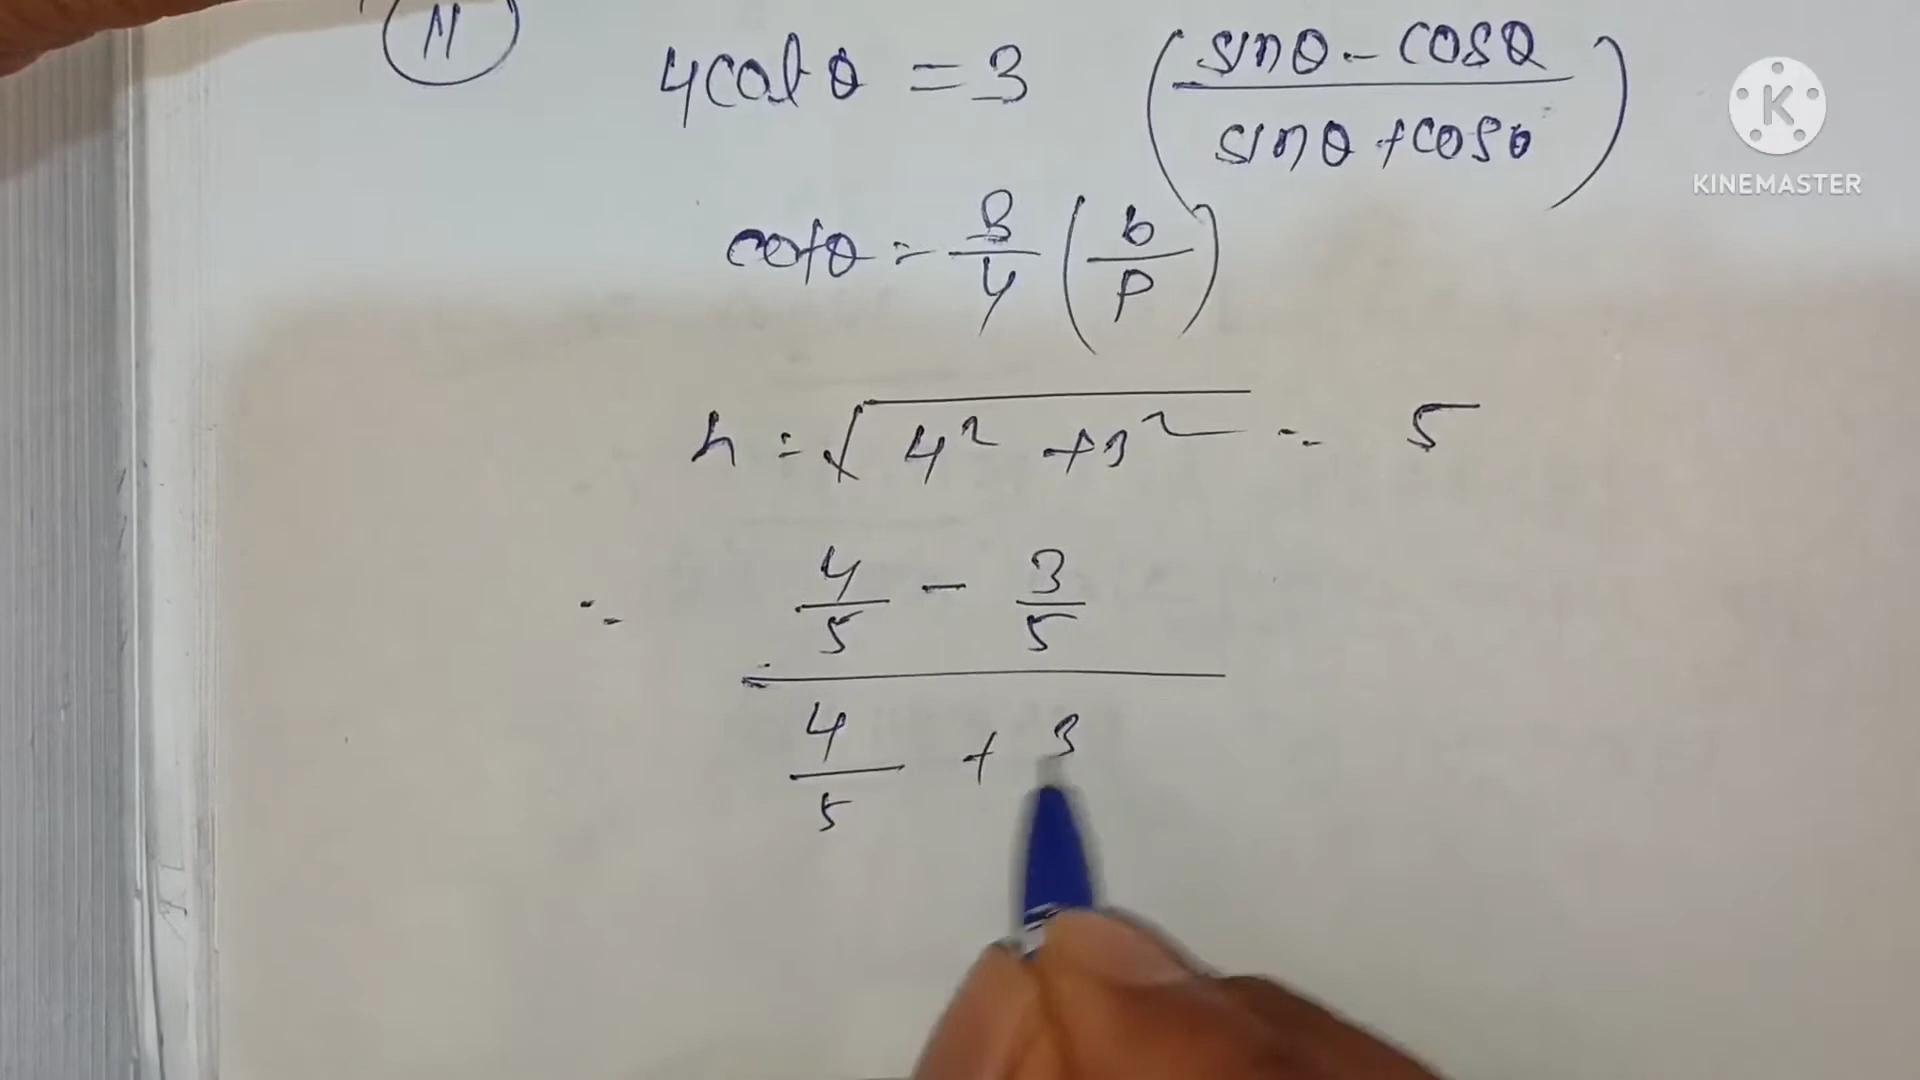 11
4cotθ = 3 (sinθ - cosθ / sinθ + cosθ)
cotθ = 3/4 (b/p)
h = √4² + 3² = 5
= 4/5 - 3/5
4/5 + 3
K
KINEMASTER